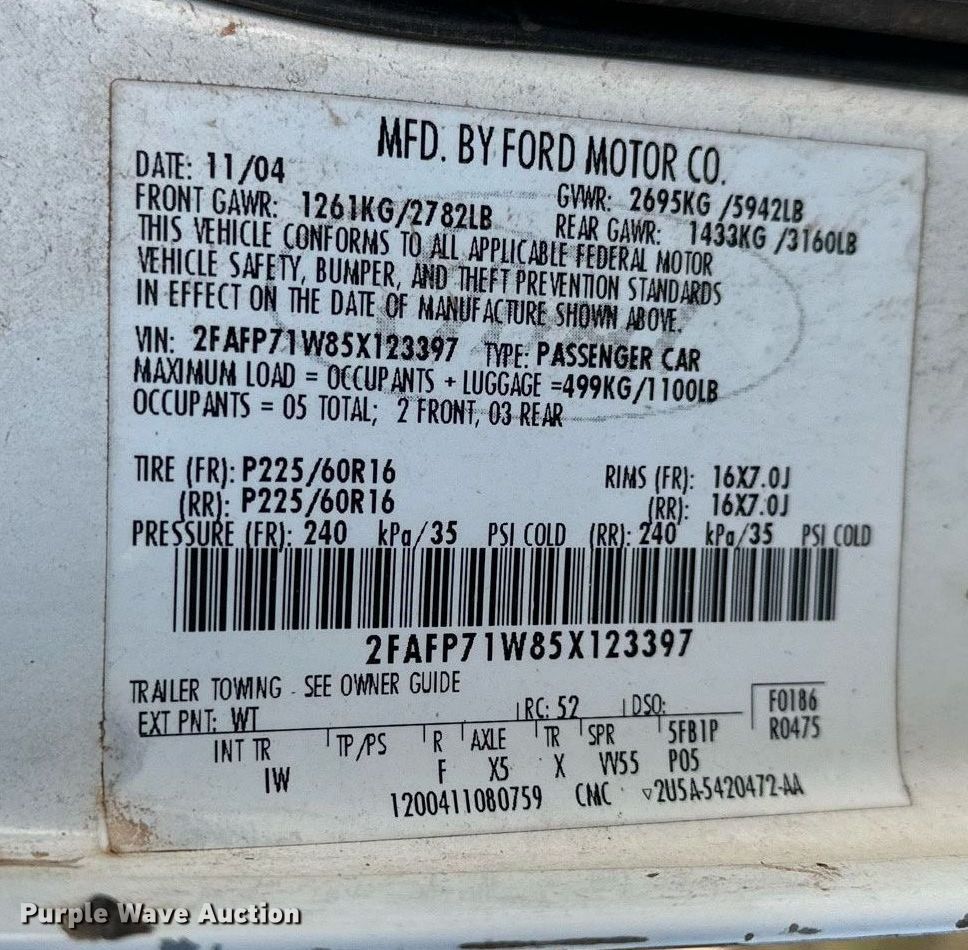 MFD. BY FORD MOTOR CO.
DATE: 11/04 GVWR: 2695KG /5942LB
FRONT GAWR: 1261KG/2782LB REAR GAWR: 1433KG /3160LB
THIS VEHICLE CONFORMS TO ALL APPLICABLE FEDERAL MOTOR
VEHICLE SAFETY, BUMPER, AND THEFT PREVENTION STANDARDS
IN EFFECT ON THE DATE OF MANUFACTURE SHOWN ABOVE.
VIN: 2FAFP71W85X123397 TYPE: PASSENGER CAR
MAXIMUM LOAD = OCCUPANTS + LUGGAGE =499KG/1100LB
OCCUPANTS = 05 TOTAL; 2 FRONT, 03 REAR
TIRE (FR): P225/60R16 RIMS (FR): 16X7.0J
(RR): P225/60R16 (RR): 16X7.0J
PRESSURE (FR): 240 kPa/35 PSI COLD (RR): 240 kPa/35 PSI COLD
2FAFP71W85X123397
TRAILER TOWING - SEE OWNER GUIDE
EXT PNT: WT RC: 52 DSO: F0186
INT TR TP/PS R AXLE TR SPR 5FB1P R0475
IW F X5 X VV55 P05
1200411080759 CMC ▽2U5A-5420472-AA
Purple Wave Auction